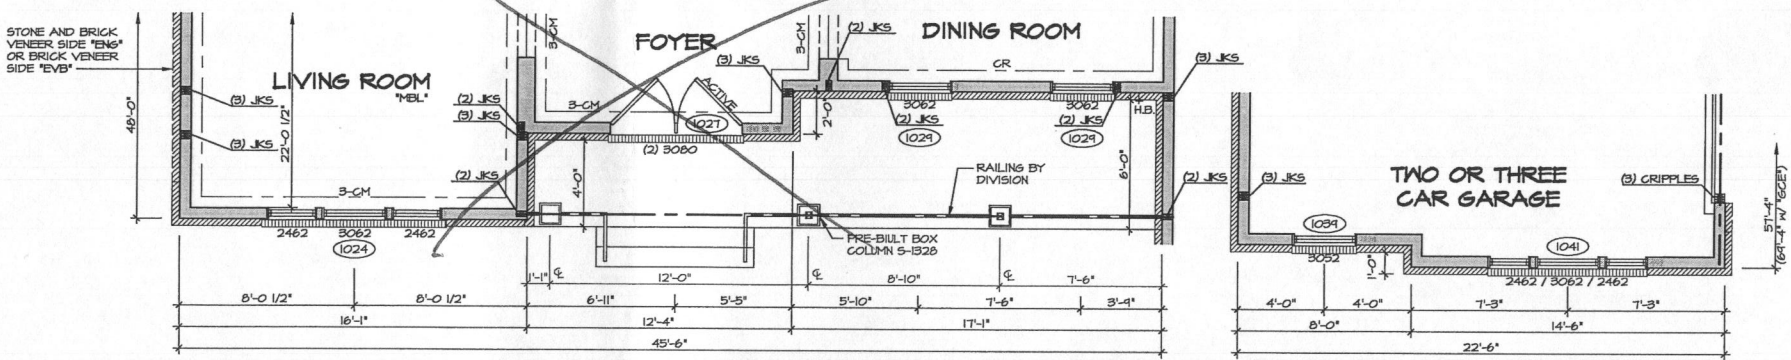 STONE AND BRICK
VENEER SIDE "ENG"
OR BRICK VENEER
SIDE "EVB"
48'-0"
LIVING ROOM
"MBL"
(3) JKS
(3) JKS
22'-0 1/2"
3-CM
2462
3062
2462
1024
(2) JKS
(3) JKS
(2) JKS
3-CM
FOYER
3-CM
ACTIVE
1027
(2) 3080
4'-0"
(3) JKS
3-CM
2'-0"
(2) JKS
DINING ROOM
CR
3062
(2) JKS
1029
3062
(2) JKS
1029
H.B.
(3) JKS
6'-0"
(2) JKS
RAILING BY
DIVISION
PRE-BIULT BOX
COLUMN S-1328
1'-1"
℄
12'-0"
℄
8'-10"
℄
7'-6"
8'-0 1/2"
8'-0 1/2"
6'-11"
5'-5"
5'-10"
7'-6"
3'-9"
16'-1"
12'-4"
17'-1"
45'-6"
TWO OR THREE
CAR GARAGE
(3) JKS
(3) CRIPPLES
1039
3052
1'-0"
1041
2462 / 3062 / 2462
57'-4"
(69'-4" W/ "GCE")
4'-0"
4'-0"
7'-3"
7'-3"
8'-0"
14'-6"
22'-6"